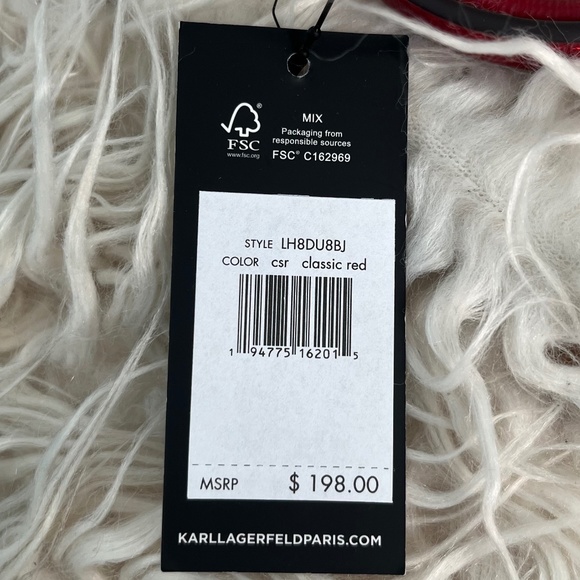 MIX
Packaging from
responsible sources
FSC® C162969
FSC
www.fsc.org
STYLE LH8DU8BJ
COLOR csr classic red
1 94775 16201 5
MSRP $ 198.00
KARLLAGERFELDPARIS.COM